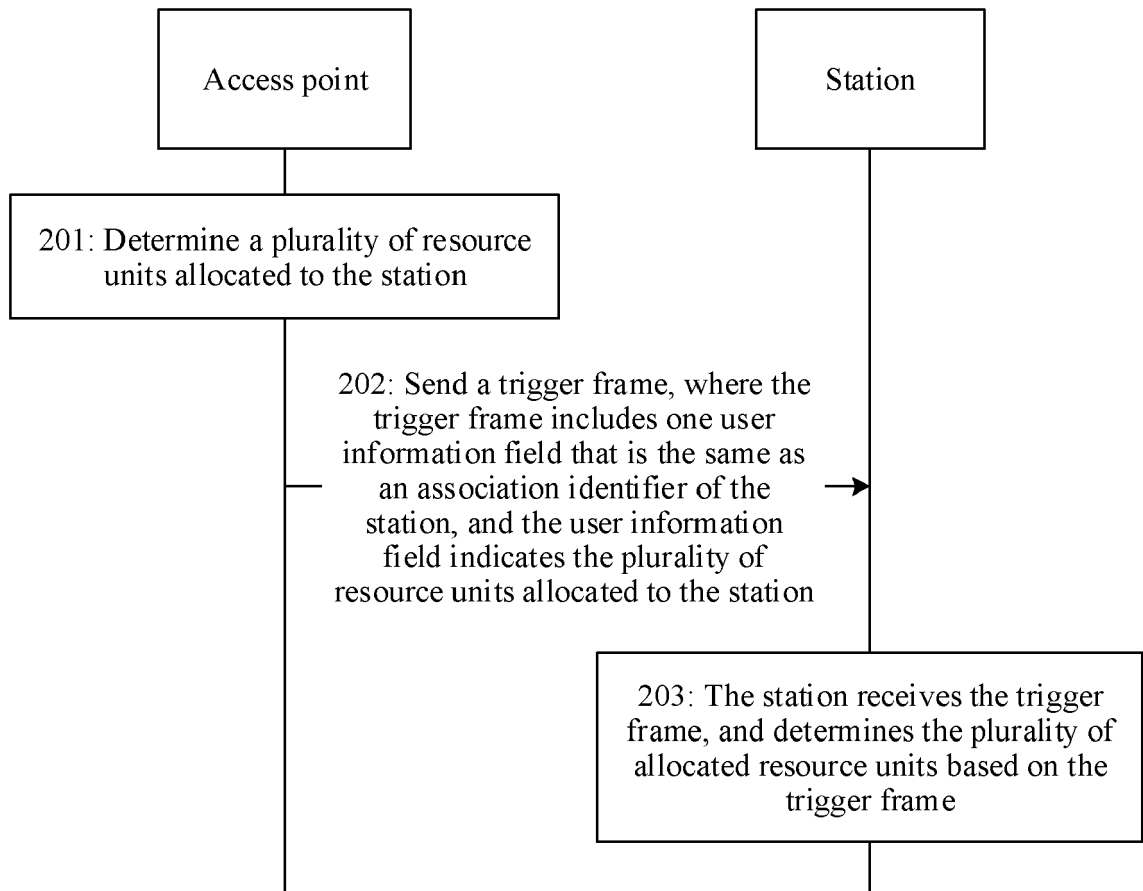 Access point
Station
201: Determine a plurality of resource
units allocated to the station
202: Send a trigger frame, where the
trigger frame includes one user
information field that is the same as
an association identifier of the
station, and the user information
field indicates the plurality of
resource units allocated to the station
203: The station receives the trigger
frame, and determines the plurality of
allocated resource units based on the
trigger frame